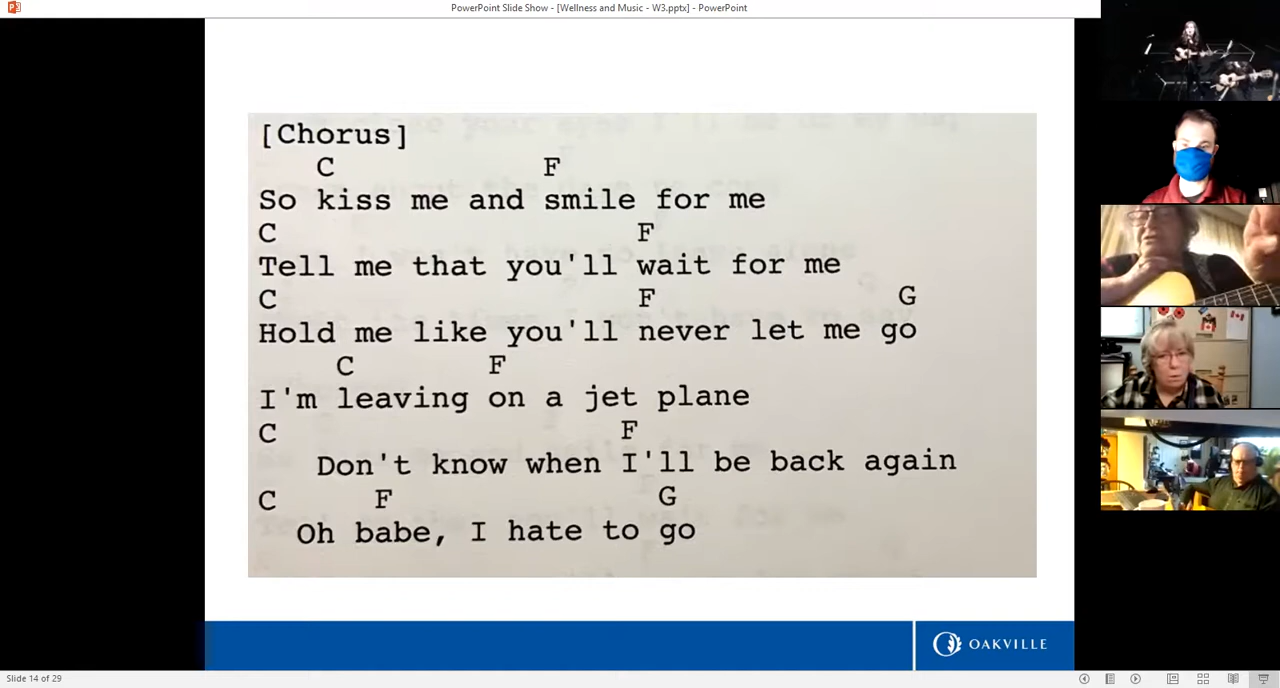 PowerPoint Slide Show - [Wellness and Music - W3.pptx] - PowerPoint
[Chorus]
C F
So kiss me and smile for me
C F
Tell me that you'll wait for me
C F G
Hold me like you'll never let me go
C F
I'm leaving on a jet plane
C F
Don't know when I'll be back again
C F G
Oh babe, I hate to go
OAKVILLE
Slide 14 of 29